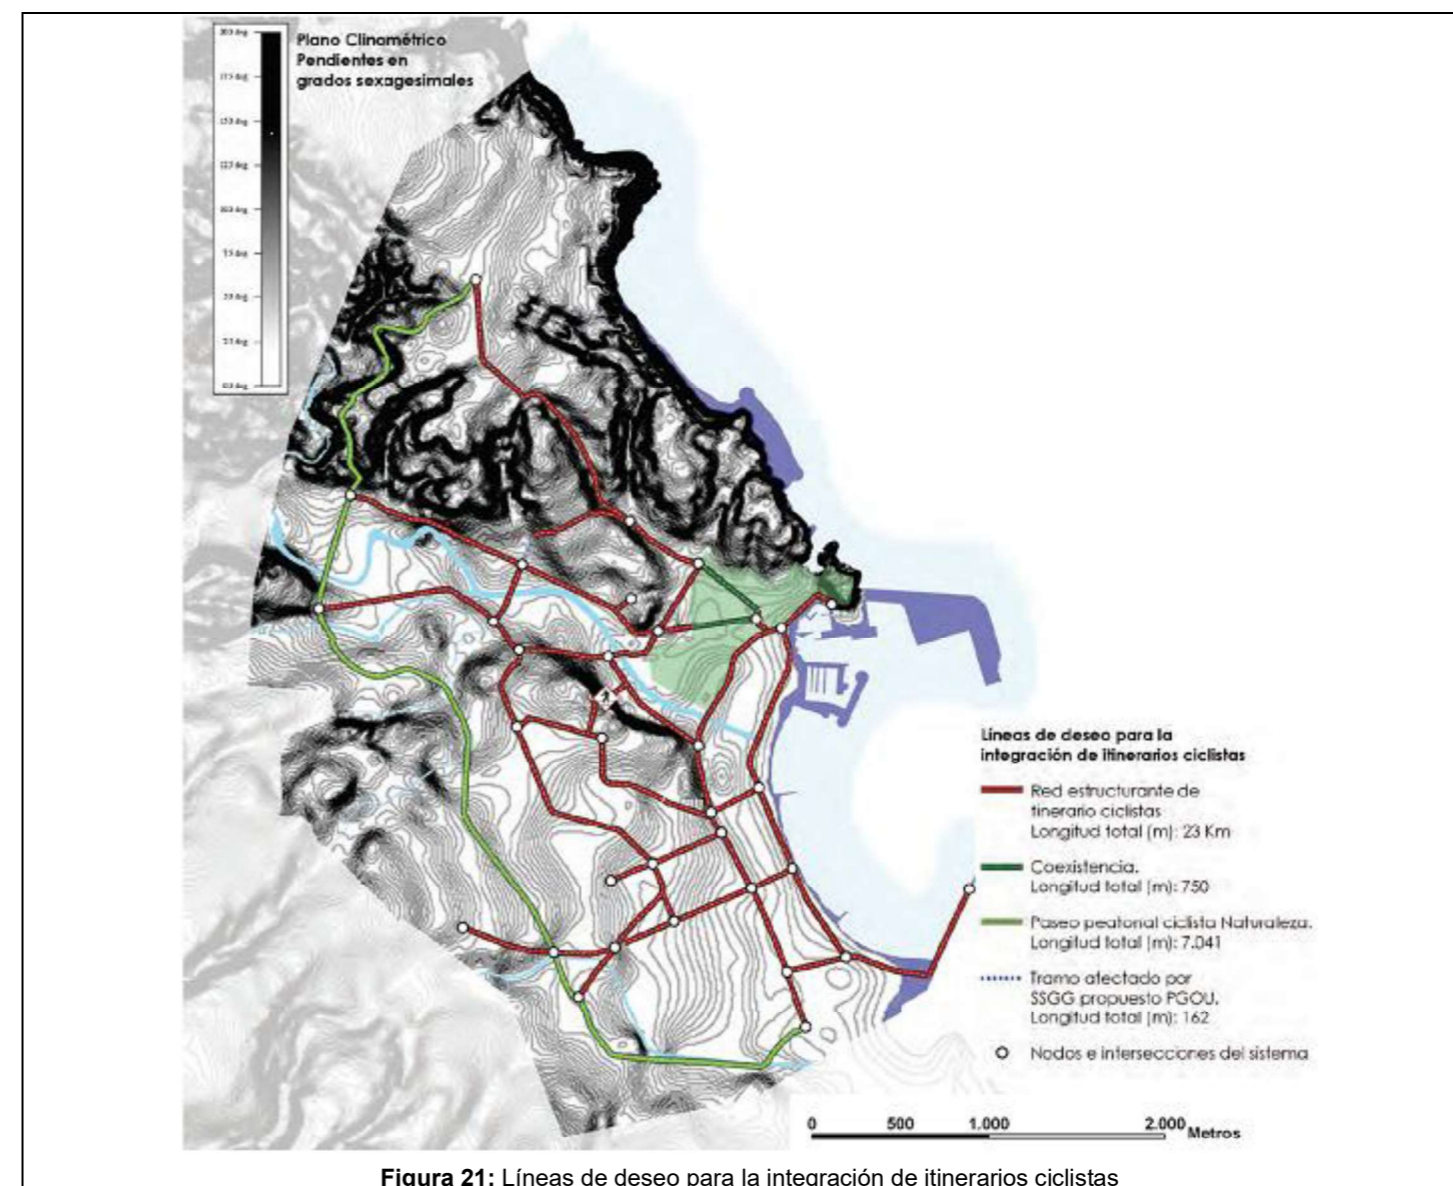 Plano Clinométrico
Pendientes en
grados sexagesimales
Líneas de deseo para la
integración de itinerarios ciclistas
Red estructurante de
tinerario ciclistas
Longitud total (m): 23 Km
Coexistencia.
Longitud total (m): 750
Paseo peatonal ciclista Naturaleza.
Longitud total (m): 7.041
Tramo afectado por
SSGG propuesto PGOU.
Longitud total (m): 162
Nodos e intersecciones del sistema
0 500 1.000 2.000 Metros
Figura 21: Líneas de deseo para la integración de itinerarios ciclistas